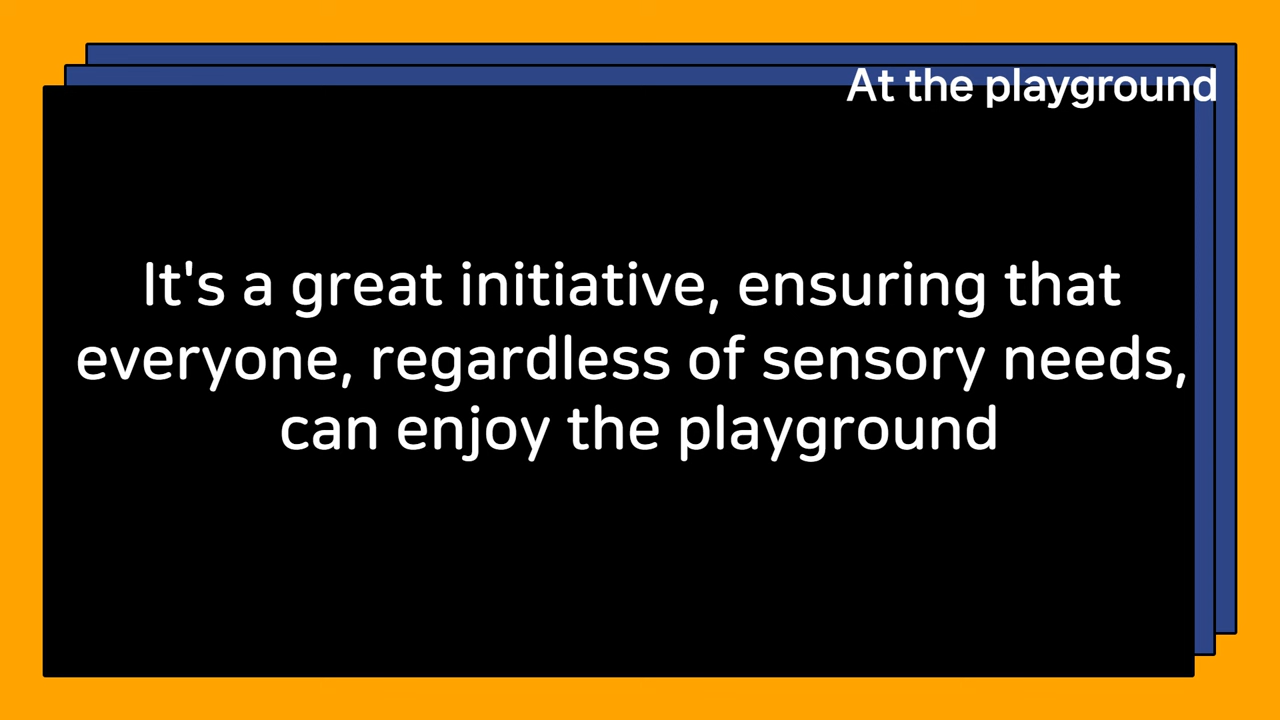 At the playground
It's a great initiative, ensuring that
everyone, regardless of sensory needs,
can enjoy the playground